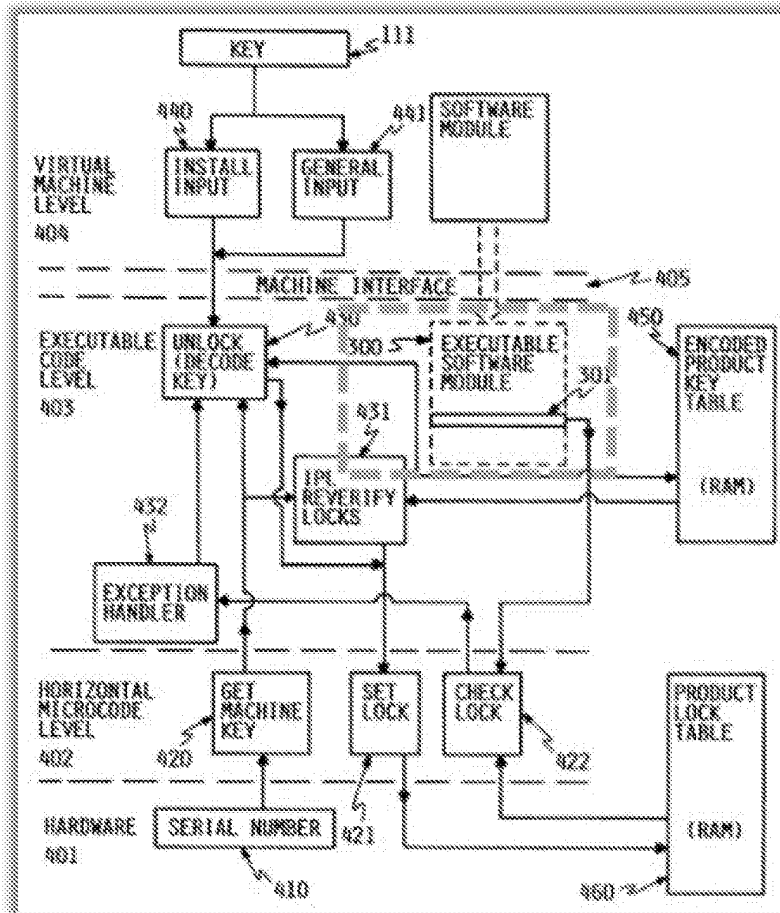 KEY
111
440
441
INSTALL
INPUT
GENERAL
INPUT
SOFTWARE
MODULE
VIRTUAL
MACHINE
LEVEL
404
MACHINE INTERFACE
405
EXECUTABLE
CODE
LEVEL
403
430
UNLOCK
(DECODE
KEY)
300
EXECUTABLE
SOFTWARE
MODULE
301
450
ENCODED
PRODUCT
KEY
TABLE
(RAM)
431
IPL
REVERIFY
LOCKS
432
EXCEPTION
HANDLER
HORIZONTAL
MICROCODE
LEVEL
402
GET
MACHINE
KEY
420
SET
LOCK
421
CHECK
LOCK
422
PRODUCT
LOCK
TABLE
(RAM)
460
HARDWARE
401
SERIAL NUMBER
410